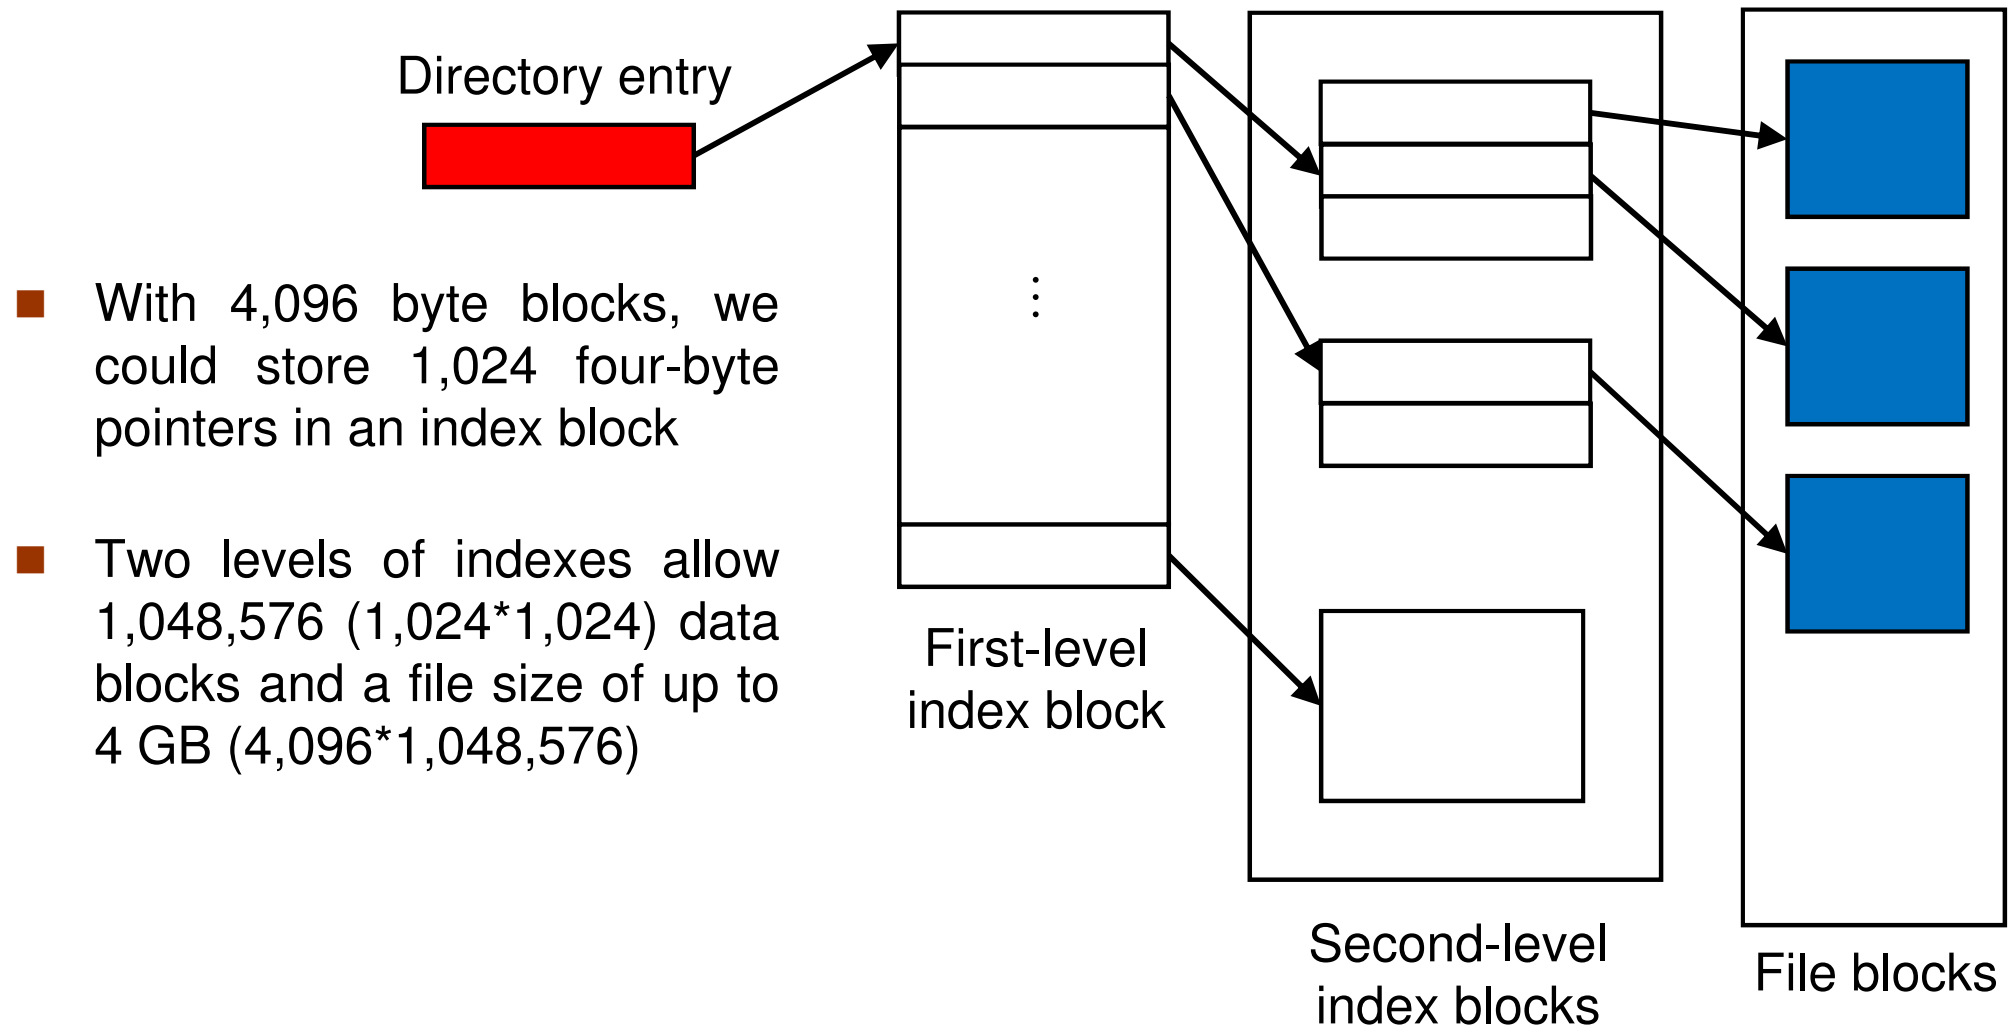 Directory entry
With 4,096 byte blocks, we
could store 1,024 four-byte
pointers in an index block
Two levels of indexes allow
1,048,576 (1,024*1,024) data
blocks and a file size of up to
4 GB (4,096*1,048,576)
First-level
index block
Second-level
index blocks
File blocks